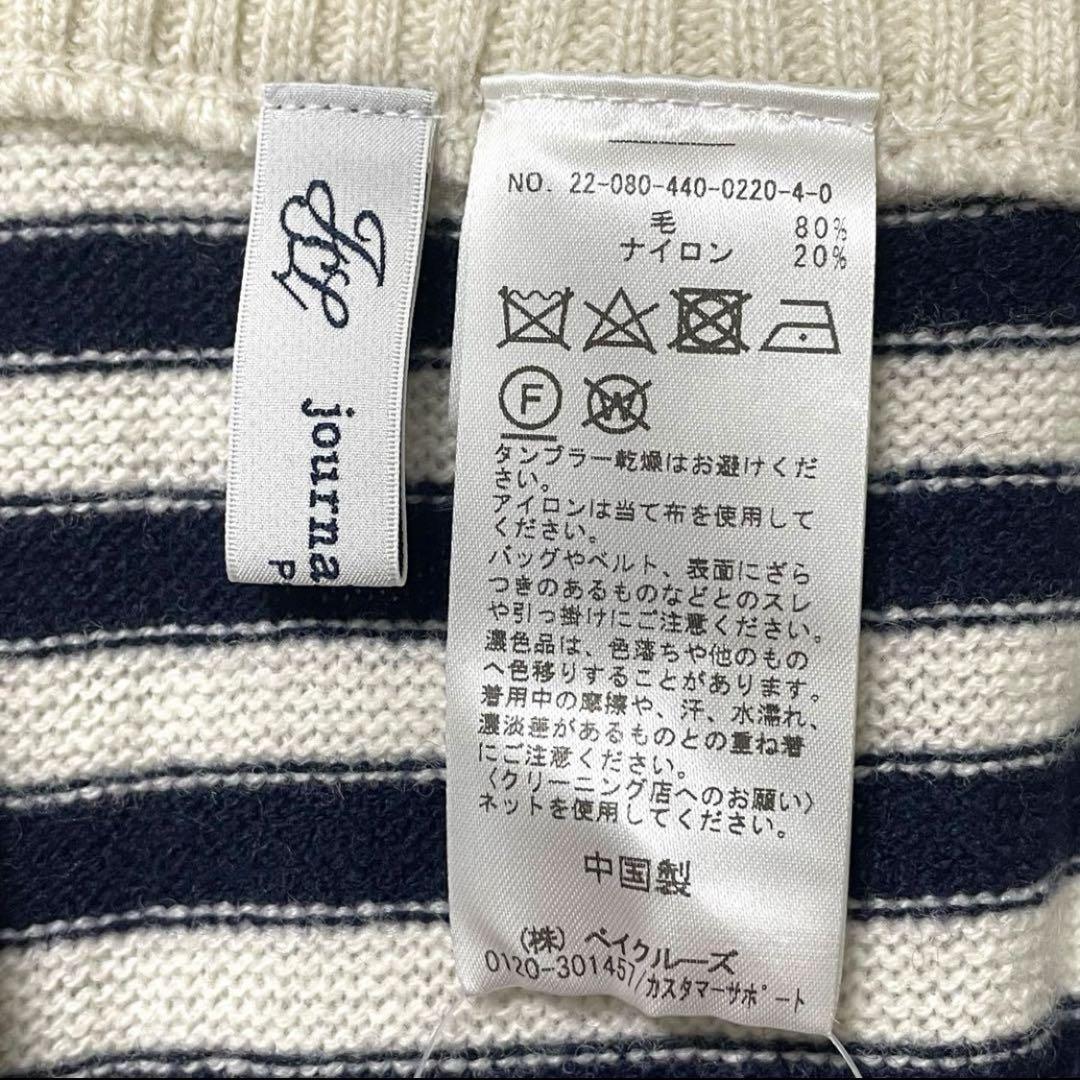 journa
P
NO. 22-080-440-0220-4-0
毛 80%
ナイロン 20%
F
W
タンブラー乾燥はお避けくだ
さい。
アイロンは当て布を使用して
ください。
バッグやベルト、表面にざら
つきのあるものなどとのスレ
や引っ掛けにご注意ください。
濃色品は、色落ちや他のもの
へ色移りすることがあります。
着用中の摩擦や、汗、水濡れ、
濃淡差があるものとの重ね着
にご注意ください。
〈クリーニング店へのお願い〉
ネットを使用してください。
中国製
(株) ベイクルーズ
0120-301457/カスタマーサポート